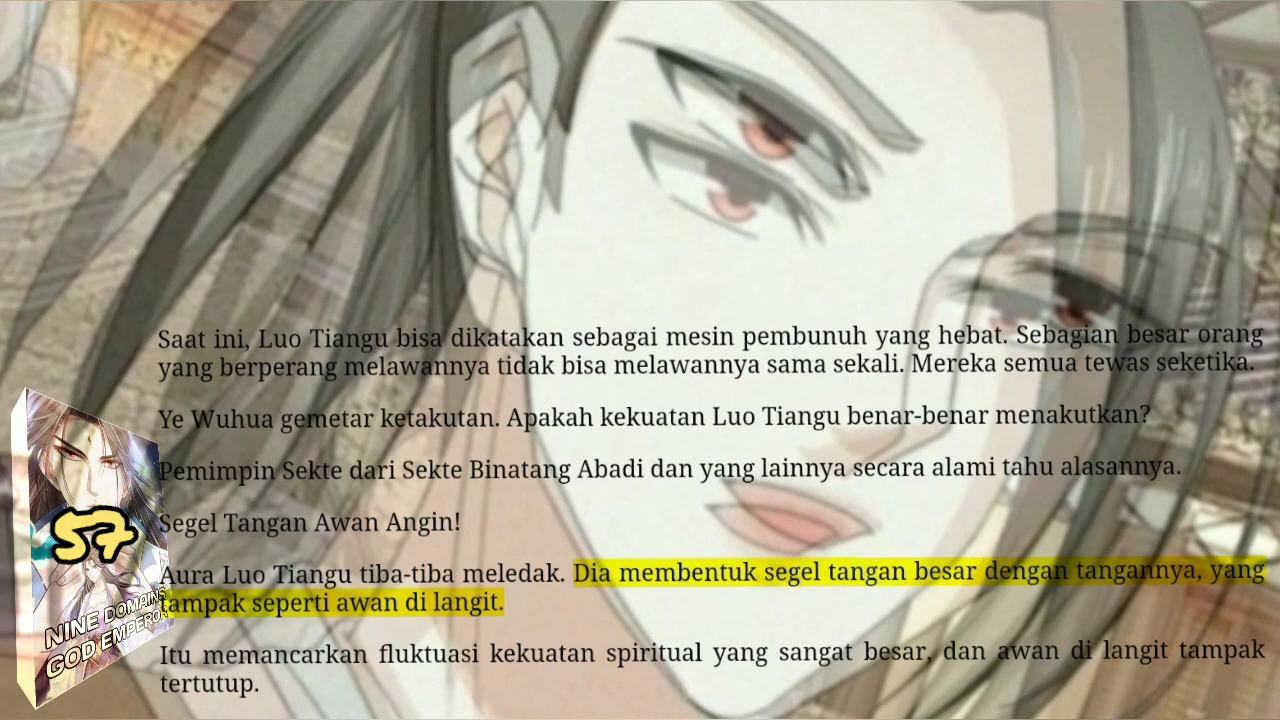 Saat ini, Luo Tiangu bisa dikatakan sebagai mesin pembunuh yang hebat. Sebagian besar orang
yang berperang melawannya tidak bisa melawannya sama sekali. Mereka semua tewas seketika.
Ye Wuhua gemetar ketakutan. Apakah kekuatan Luo Tiangu benar-benar menakutkan?
Pemimpin Sekte dari Sekte Binatang Abadi dan yang lainnya secara alami tahu alasannya.
Segel Tangan Awan Angin!
Aura Luo Tiangu tiba-tiba meledak. Dia membentuk segel tangan besar dengan tangannya, yang
tampak seperti awan di langit.
Itu memancarkan fluktuasi kekuatan spiritual yang sangat besar, dan awan di langit tampak
tertutup.
57
NINE DOMAINS
GOD EMPEROR